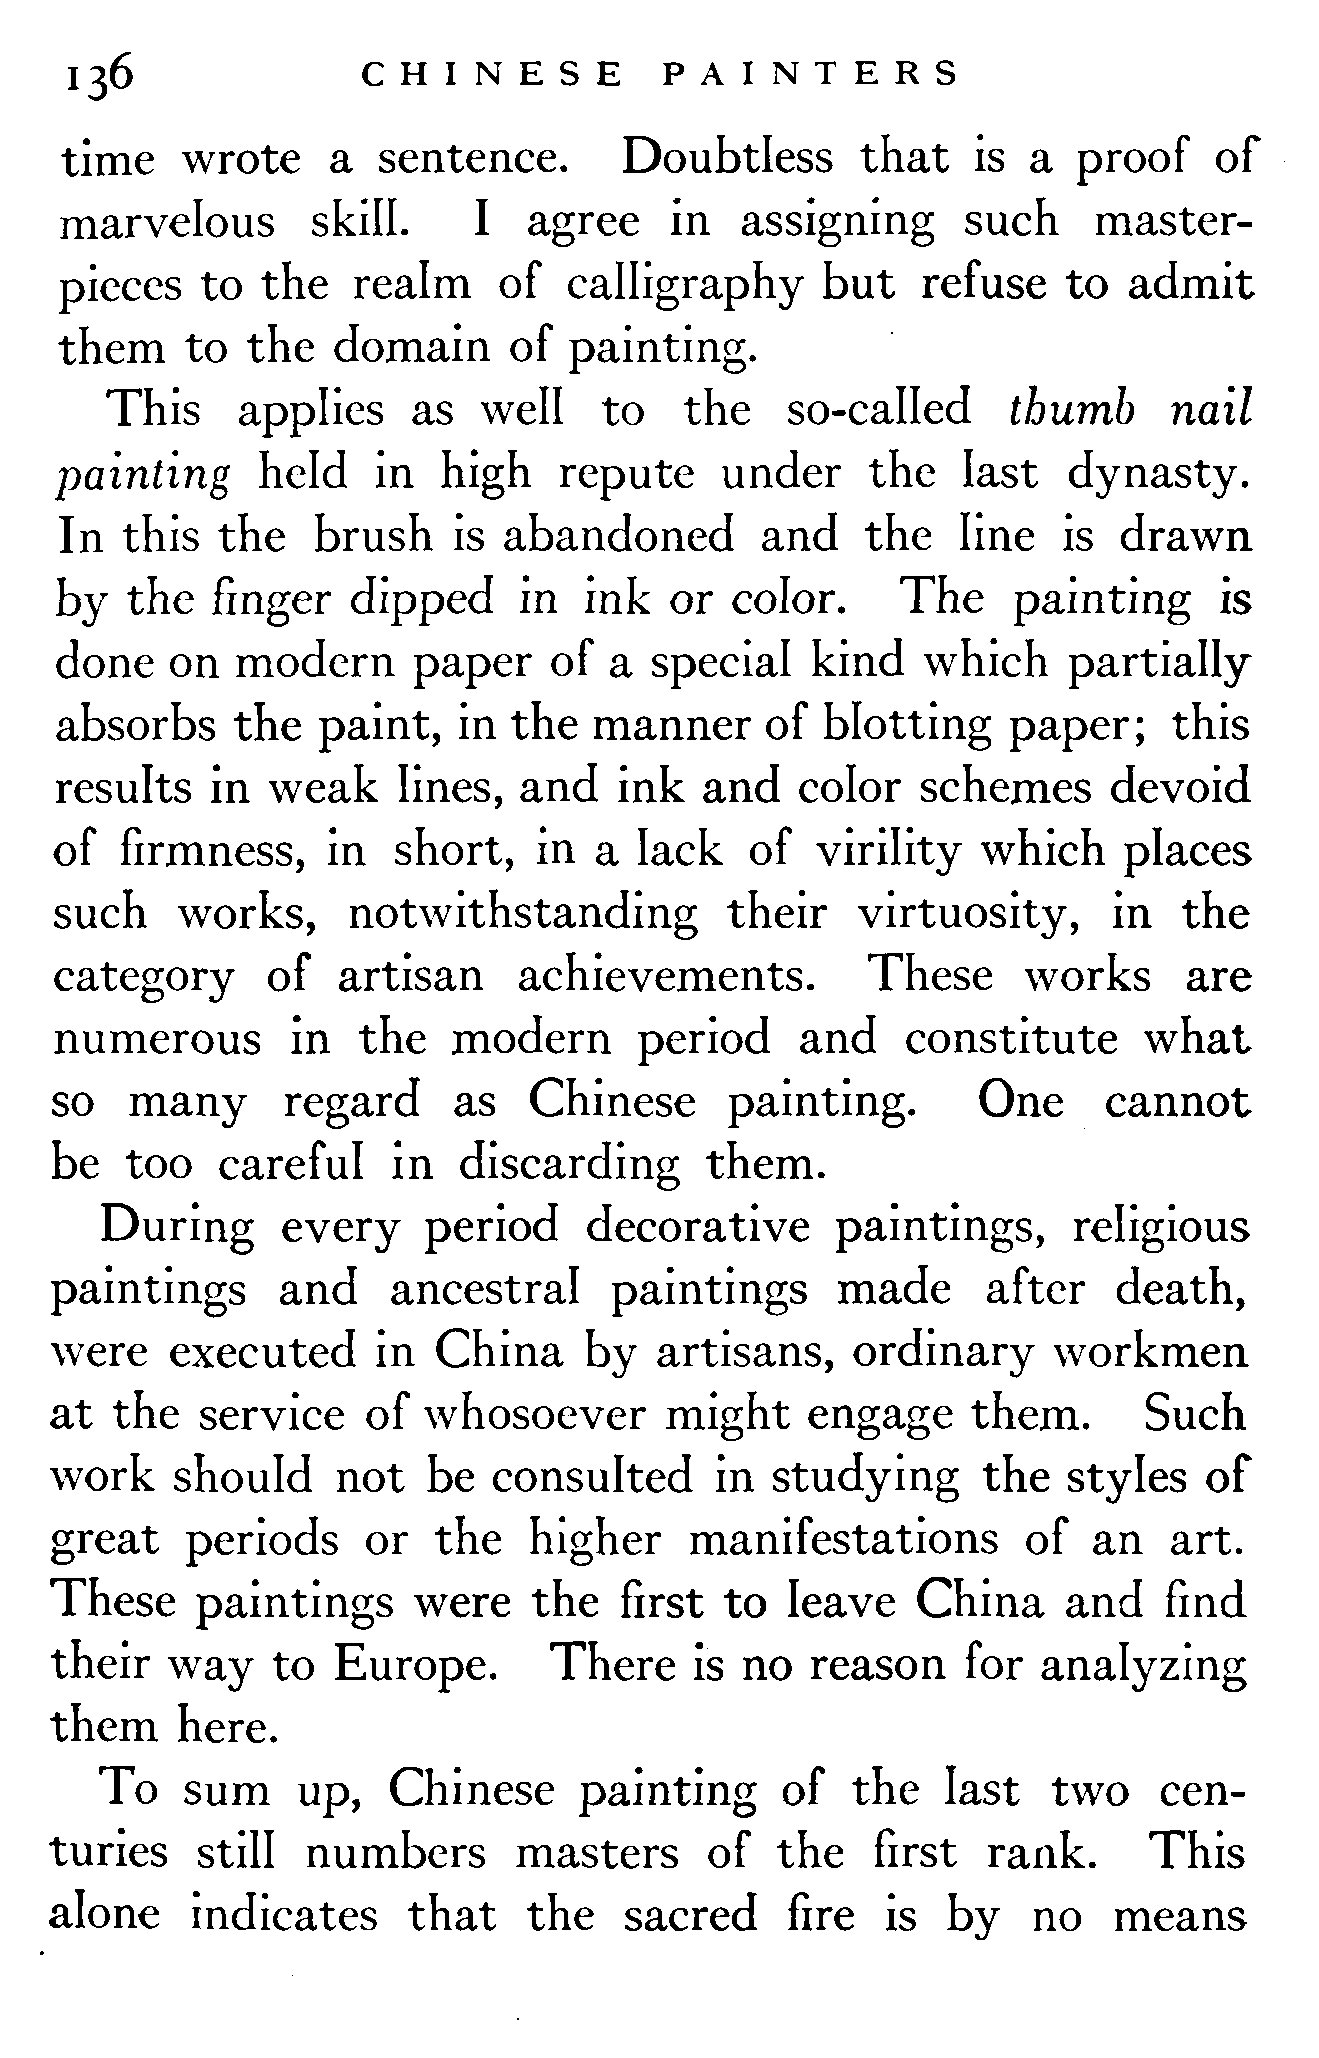 136 CHINESE PAINTERS
time wrote a sentence. Doubtless that is a proof of
marvelous skill. I agree in assigning such master-
pieces to the realm of calligraphy but refuse to admit
them to the domain of painting.
This applies as well to the so-called thumb nail
painting held in high repute under the last dynasty.
In this the brush is abandoned and the line is drawn
by the finger dipped in ink or color. The painting is
done on modern paper of a special kind which partially
absorbs the paint, in the manner of blotting paper; this
results in weak lines, and ink and color schemes devoid
of firmness, in short, in a lack of virility which places
such works, notwithstanding their virtuosity, in the
category of artisan achievements. These works are
numerous in the modern period and constitute what
so many regard as Chinese painting. One cannot
be too careful in discarding them.
During every period decorative paintings, religious
paintings and ancestral paintings made after death,
were executed in China by artisans, ordinary workmen
at the service of whosoever might engage them. Such
work should not be consulted in studying the styles of
great periods or the higher manifestations of an art.
These paintings were the first to leave China and find
their way to Europe. There is no reason for analyzing
them here.
To sum up, Chinese painting of the last two cen-
turies still numbers masters of the first rank. This
alone indicates that the sacred fire is by no means